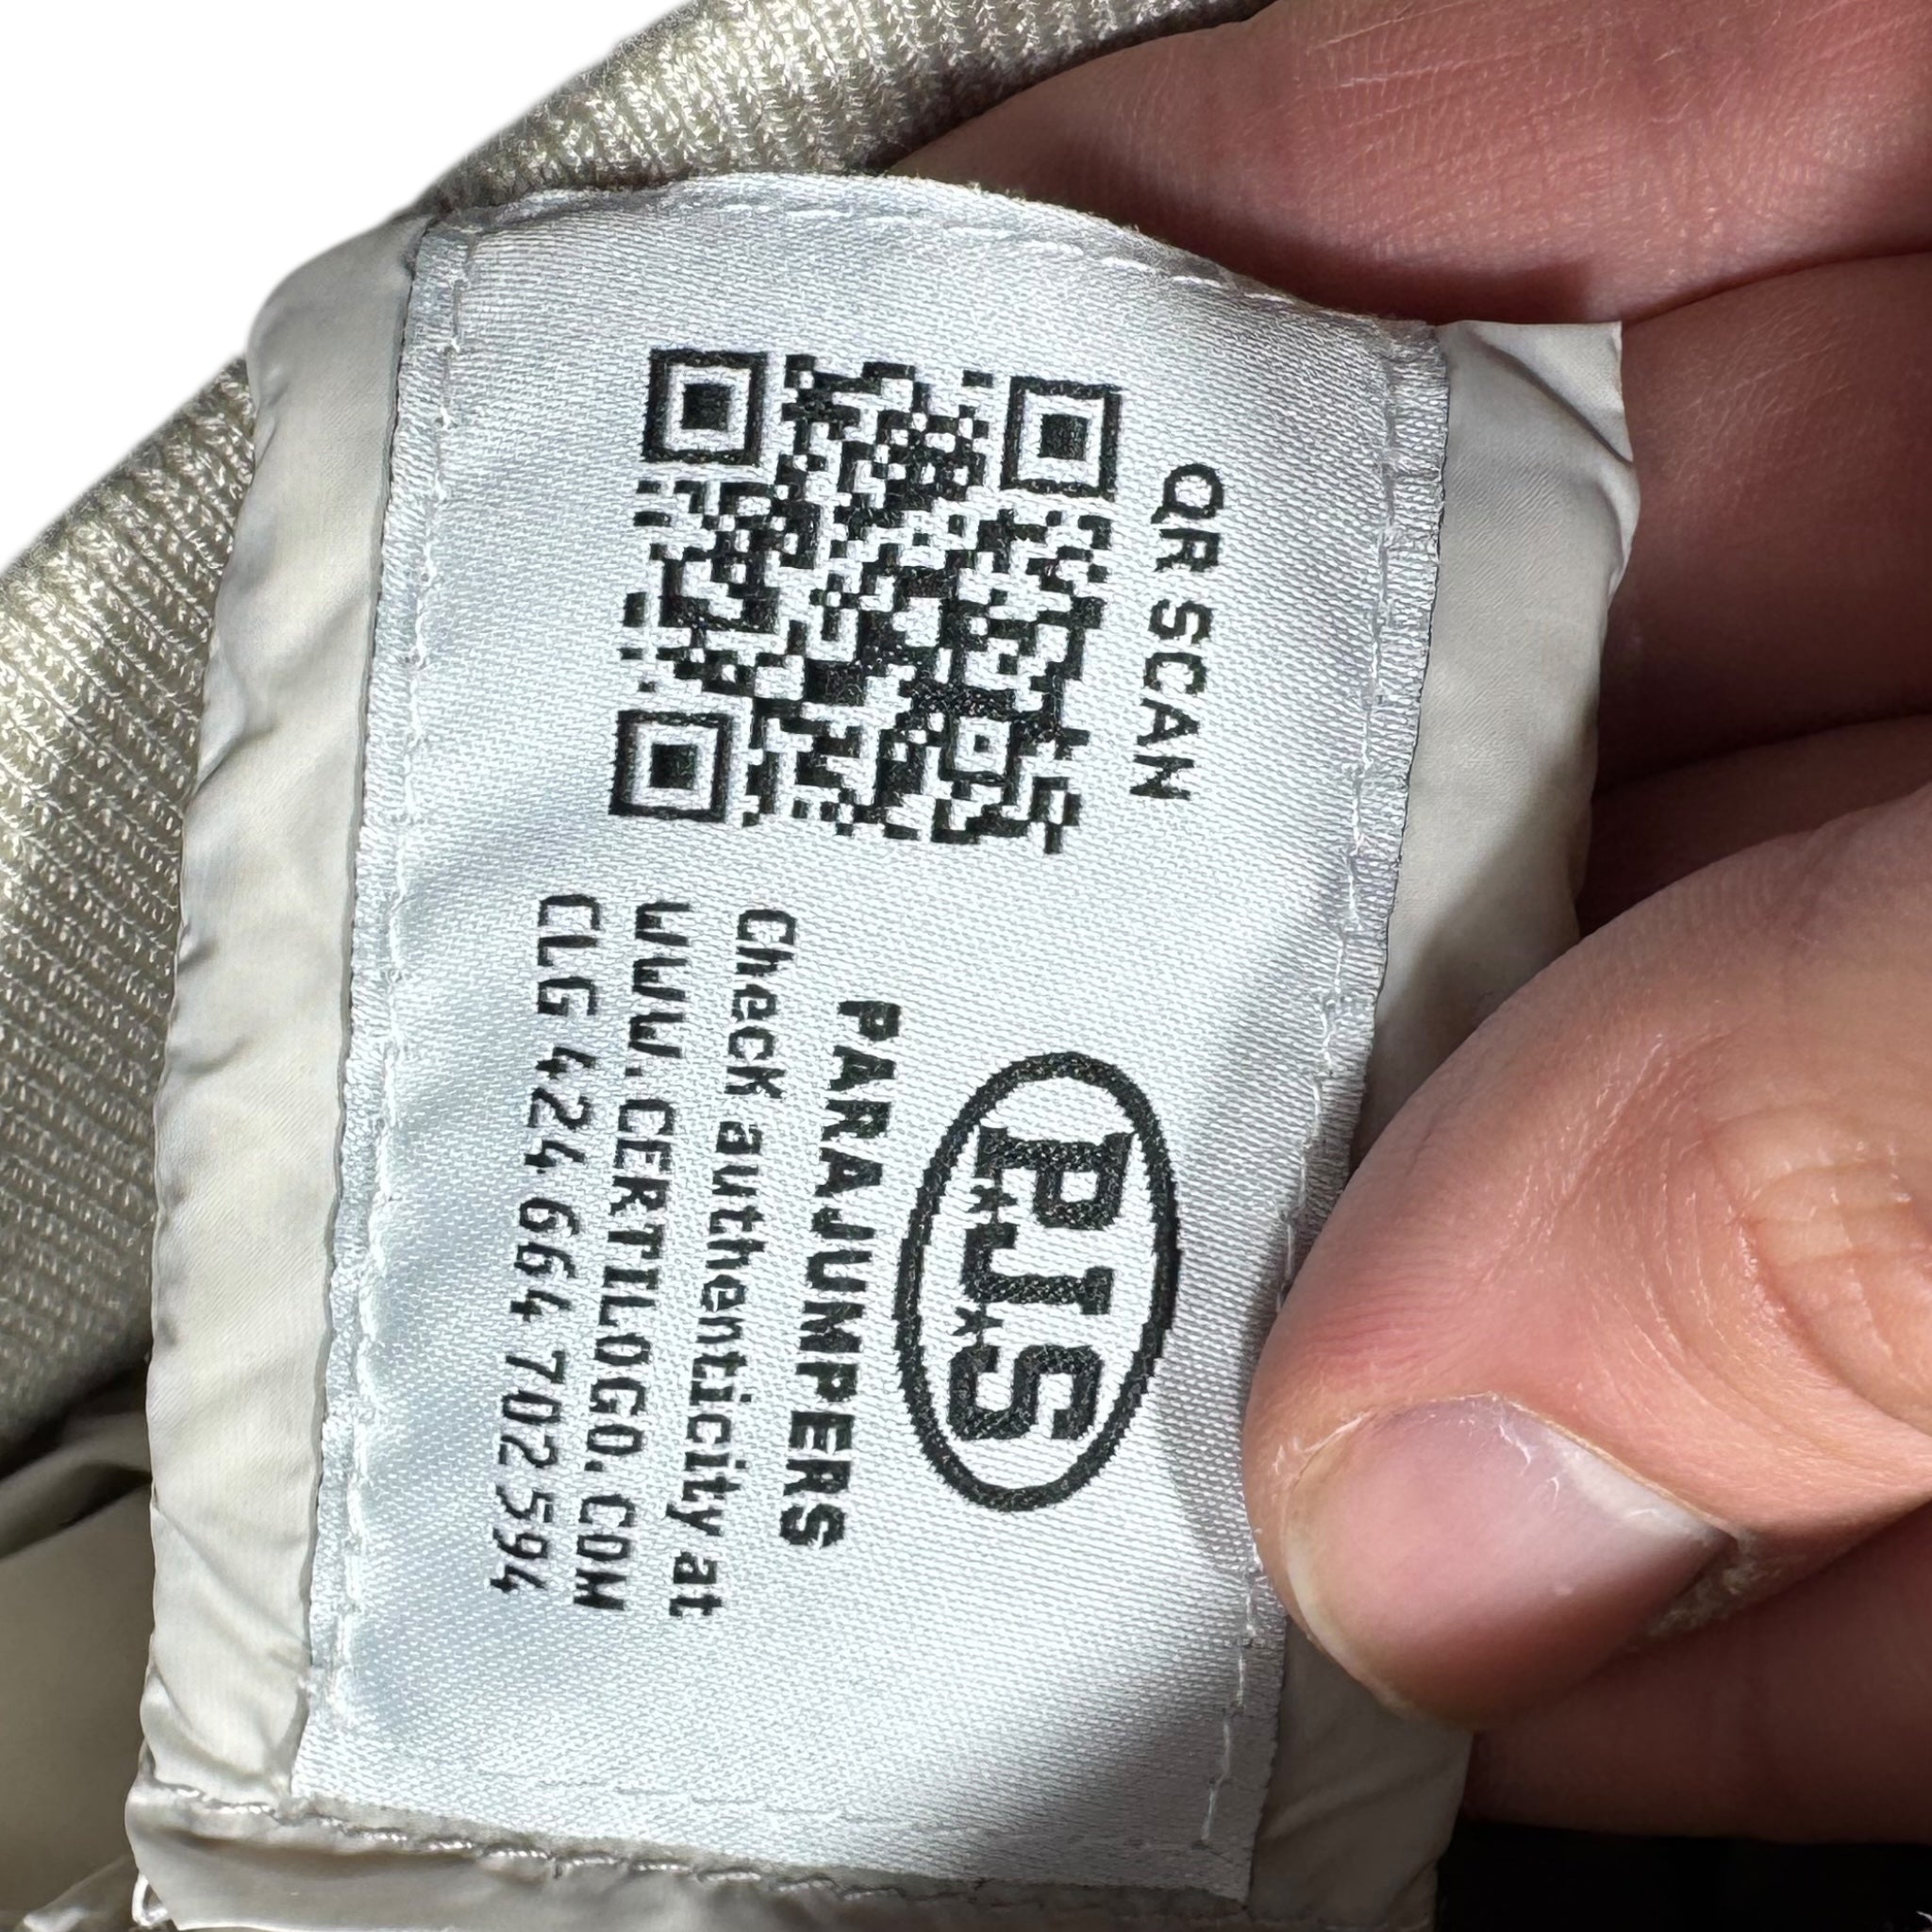 QR SCAN
PJS
PARAJUMPERS
Check authenticity at
WWW.CERTILOGO.COM
CLG 424 664 702 594